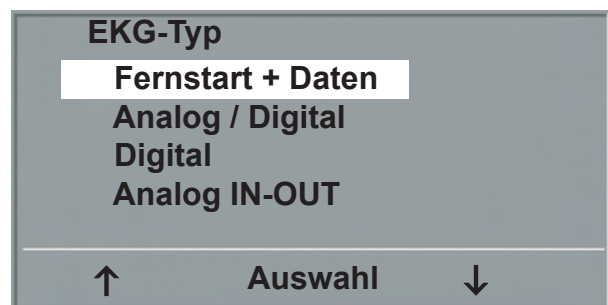 EKG-Typ
Fernstart + Daten
Analog / Digital
Digital
Analog IN-OUT
↑ Auswahl ↓